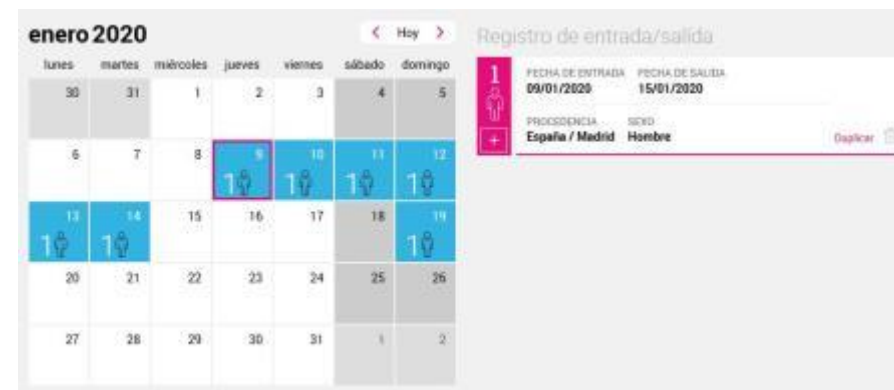 enero 2020
Hoy
lunes martes miércoles jueves viernes sábado domingo
30 31 1 2 3 4 5
6 7 8 9 10 11 12
1 1 1 1
13 14 15 16 17 18 19
1 1 1
20 21 22 23 24 25 26
27 28 29 30 31 1 2
Registro de entrada/salida
1
FECHA DE ENTRADA FECHA DE SALIDA
09/01/2020 15/01/2020
PROCEDENCIA SEXO
+ España / Madrid Hombre Duplicar